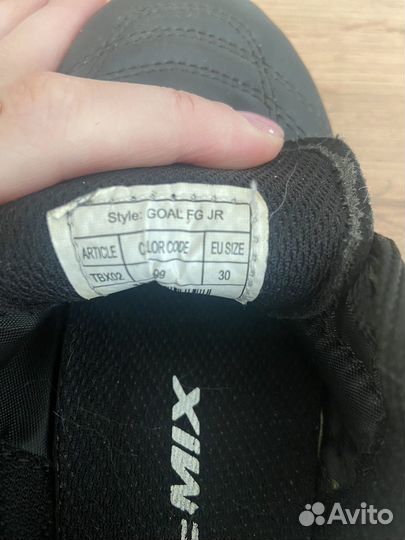 Style: GOAL FG JR
ARTICLE COLOR CODE EU SIZE
TBX02 99 30
MIX
Avito